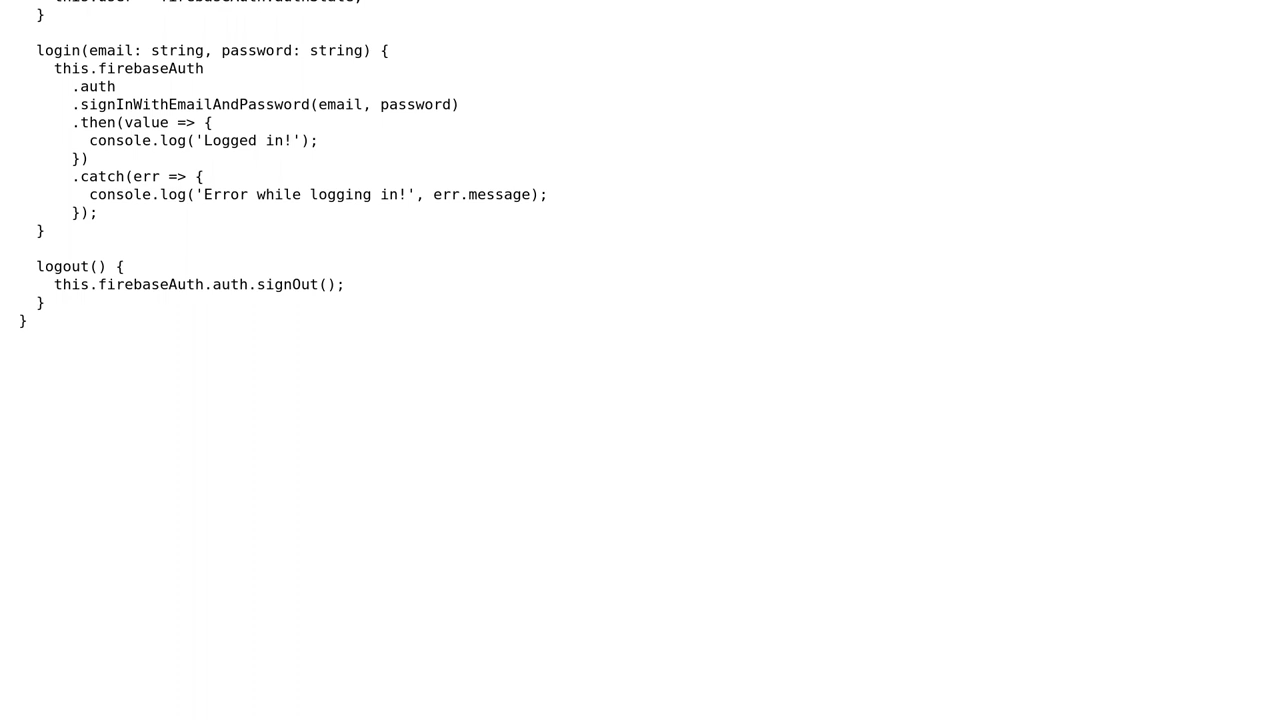 }
login(email: string, password: string) {
this.firebaseAuth
.auth
.signInWithEmailAndPassword(email, password)
.then(value => {
console.log('Logged in!');
})
.catch(err => {
console.log('Error while logging in!', err.message);
});
}
logout() {
this.firebaseAuth.auth.signOut();
}
}